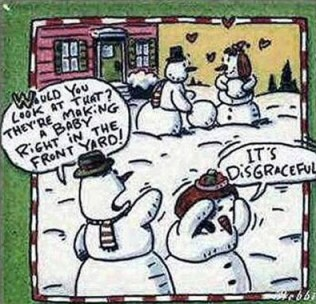 WOULD YOU
LOOK AT THAT?
THEY'RE MAKING
A BABY
RIGHT IN THE
FRONT YARD!
IT'S
DISGRACEFUL